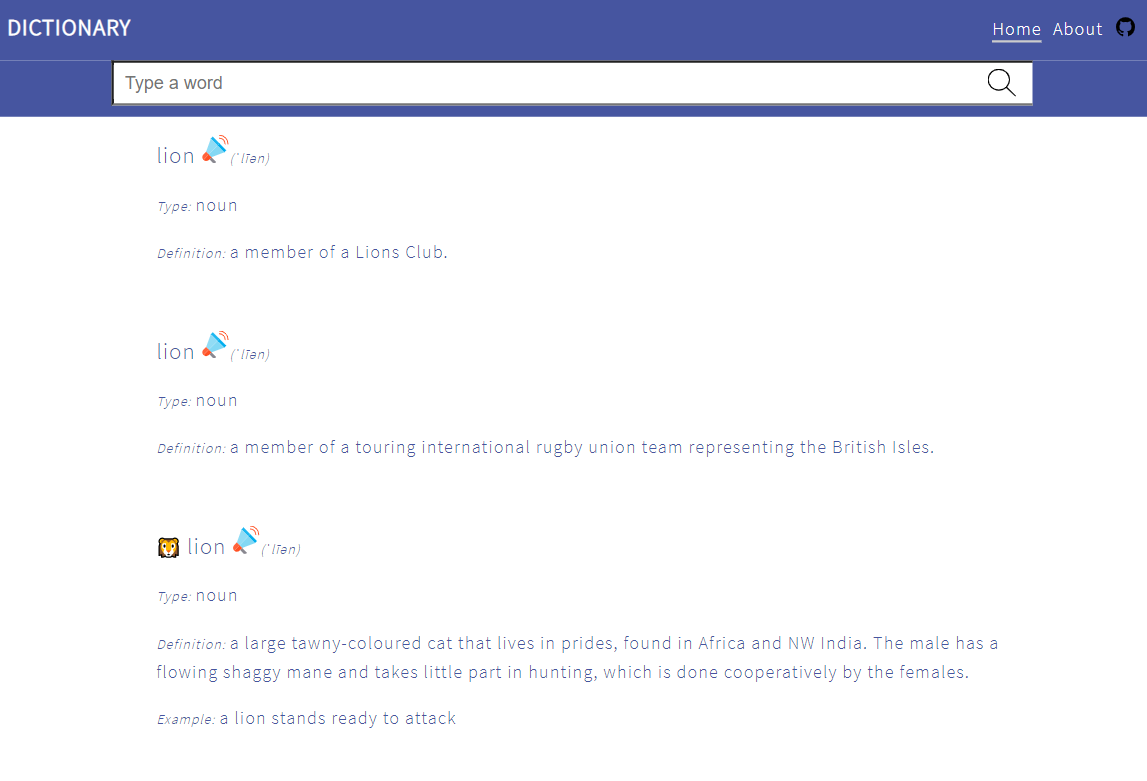 DICTIONARY
Home About
Type a word
lion (ˈlīən)
Type: noun
Definition: a member of a Lions Club.
lion (ˈlīən)
Type: noun
Definition: a member of a touring international rugby union team representing the British Isles.
🦁 lion (ˈlīən)
Type: noun
Definition: a large tawny-coloured cat that lives in prides, found in Africa and NW India. The male has a
flowing shaggy mane and takes little part in hunting, which is done cooperatively by the females.
Example: a lion stands ready to attack